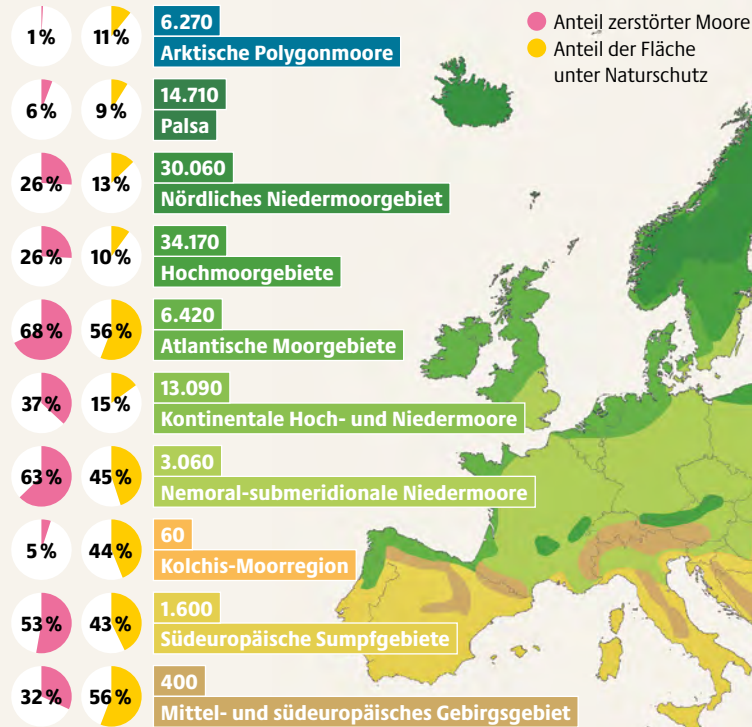 Anteil zerstörter Moore
Anteil der Fläche
unter Naturschutz
1 %
11 %
6.270
Arktische Polygonmoore
6 %
9 %
14.710
Palsa
26 %
13 %
30.060
Nördliches Niedermoorgebiet
26 %
10 %
34.170
Hochmoorgebiete
68 %
56 %
6.420
Atlantische Moorgebiete
37 %
15 %
13.090
Kontinentale Hoch- und Niedermoore
63 %
45 %
3.060
Nemoral-submeridionale Niedermoore
5 %
44 %
60
Kolchis-Moorregion
53 %
43 %
1.600
Südeuropäische Sumpfgebiete
32 %
56 %
400
Mittel- und südeuropäisches Gebirgsgebiet